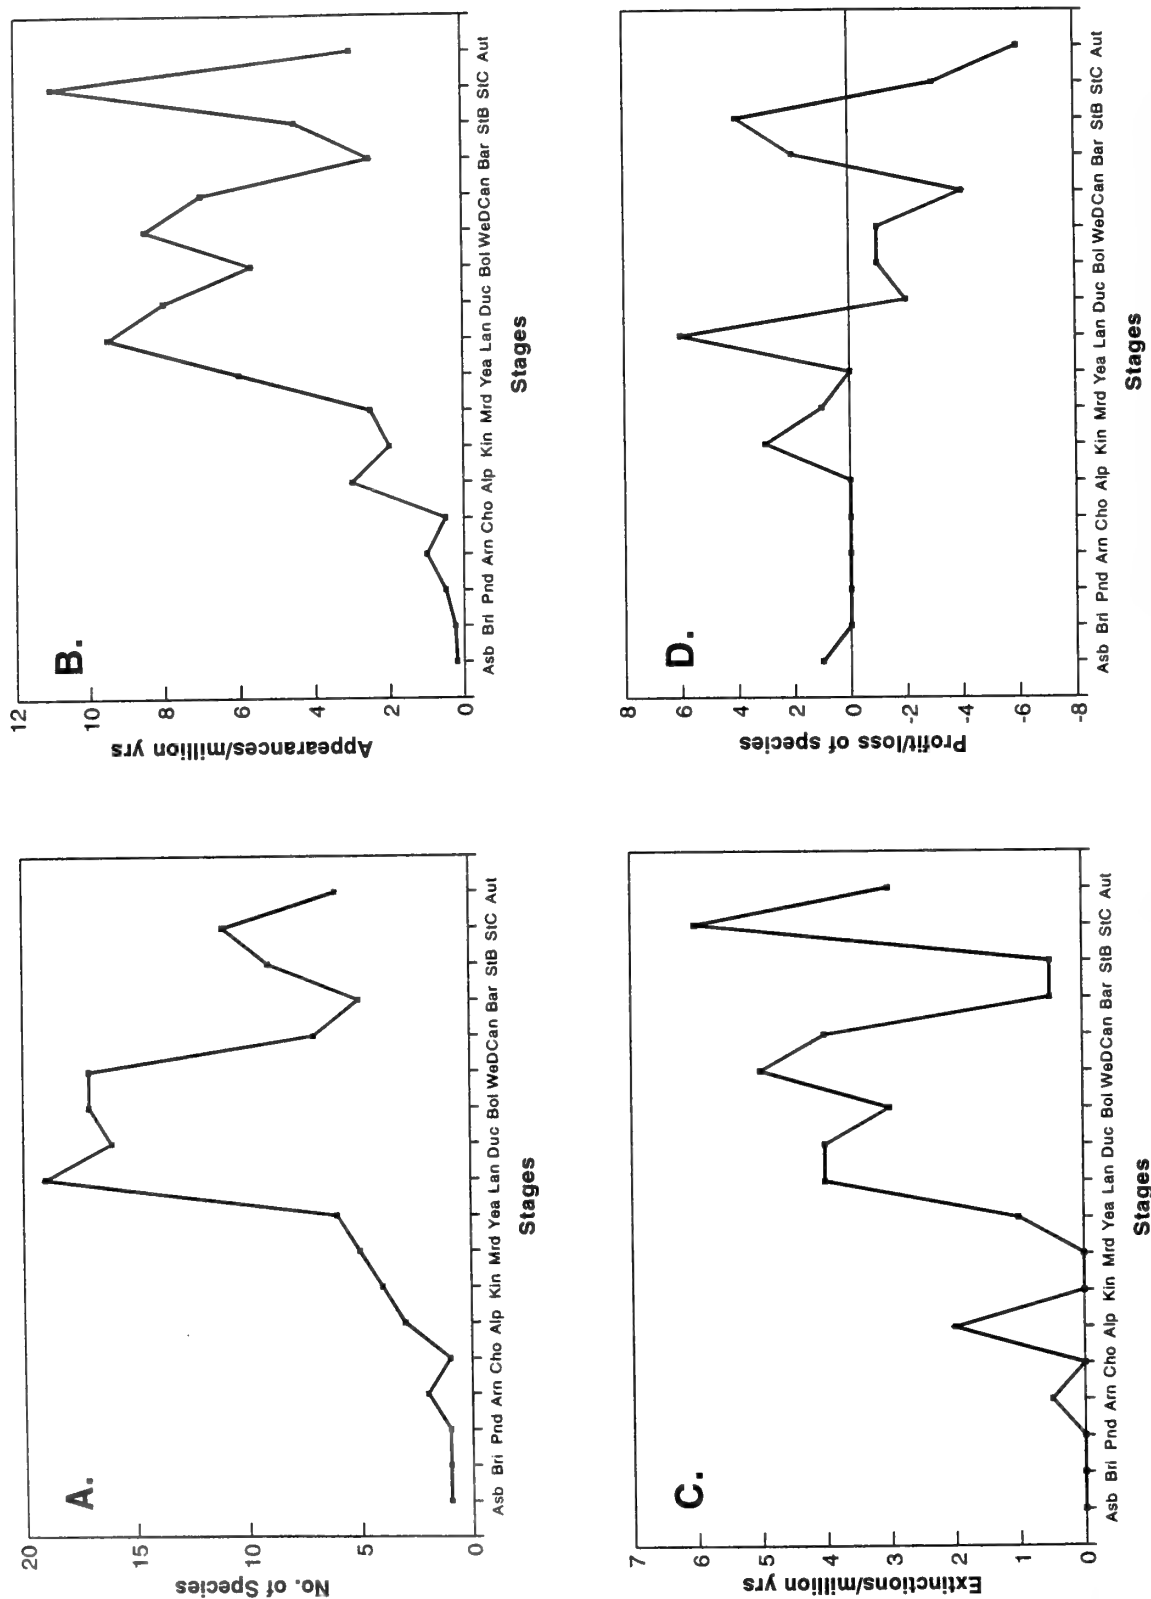 A.
No. of Species
20
15
10
5
0
Asb Bri Pnd Arn Cho Alp Kin Mrd Yea Lan Duc Bol WeDCan Bar StB StC Aut
Stages
B.
Appearances/million yrs
12
10
8
6
4
2
0
Asb Bri Pnd Arn Cho Alp Kin Mrd Yea Lan Duc Bol WeDCan Bar StB StC Aut
Stages
C.
Extinctions/million yrs
7
6
5
4
3
2
1
0
Asb Bri Pnd Arn Cho Alp Kin Mrd Yea Lan Duc Bol WeDCan Bar StB StC Aut
Stages
D.
Profit/loss of species
8
6
4
2
0
-2
-4
-6
-8
Asb Bri Pnd Arn Cho Alp Kin Mrd Yea Lan Duc Bol WeDCan Bar StB StC Aut
Stages